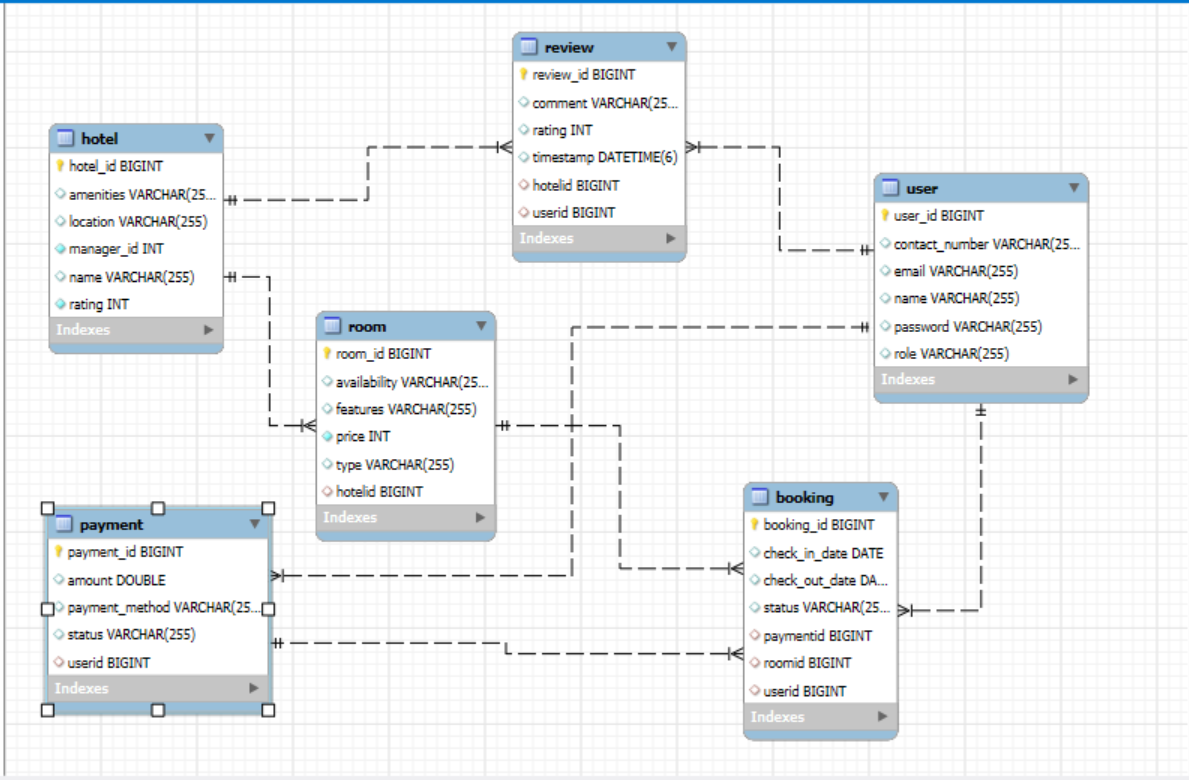 review
review_id BIGINT
comment VARCHAR(25...
rating INT
timestamp DATETIME(6)
hotelid BIGINT
userid BIGINT
Indexes
hotel
hotel_id BIGINT
amenities VARCHAR(25...
location VARCHAR(255)
manager_id INT
name VARCHAR(255)
rating INT
Indexes
user
user_id BIGINT
contact_number VARCHAR(25...
email VARCHAR(255)
name VARCHAR(255)
password VARCHAR(255)
role VARCHAR(255)
Indexes
room
room_id BIGINT
availability VARCHAR(25...
features VARCHAR(255)
price INT
type VARCHAR(255)
hotelid BIGINT
Indexes
payment
payment_id BIGINT
amount DOUBLE
payment_method VARCHAR(25...
status VARCHAR(255)
userid BIGINT
Indexes
booking
booking_id BIGINT
check_in_date DATE
check_out_date DA...
status VARCHAR(25...
paymentid BIGINT
roomid BIGINT
userid BIGINT
Indexes